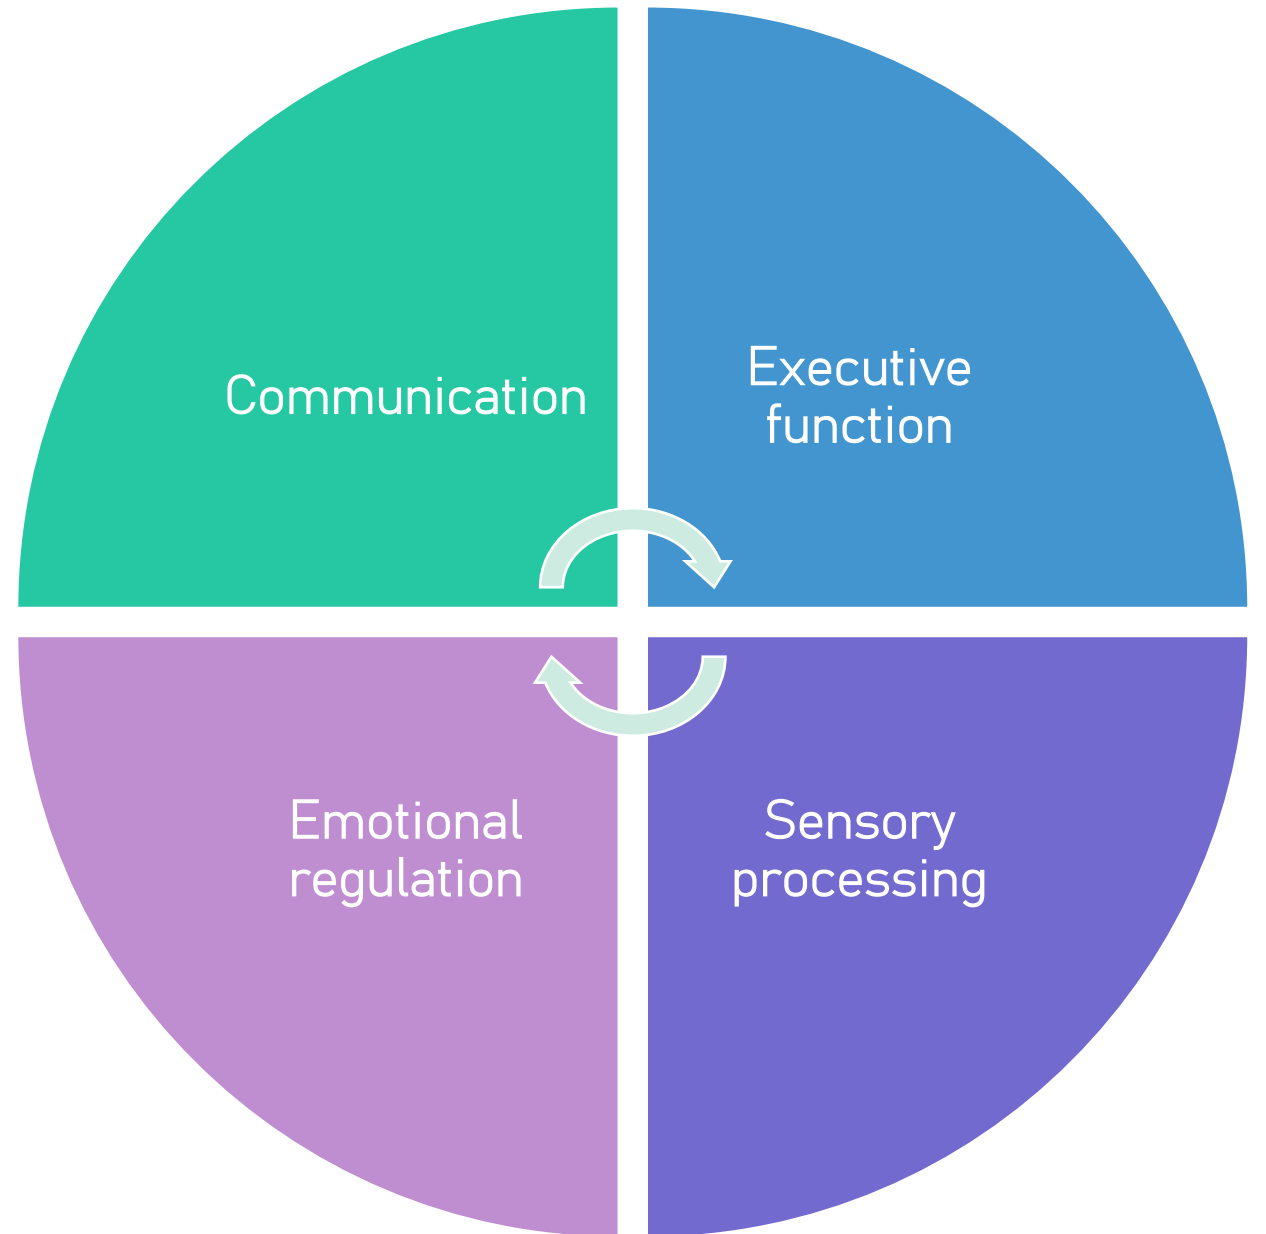 Communication
Executive
function
Emotional
regulation
Sensory
processing